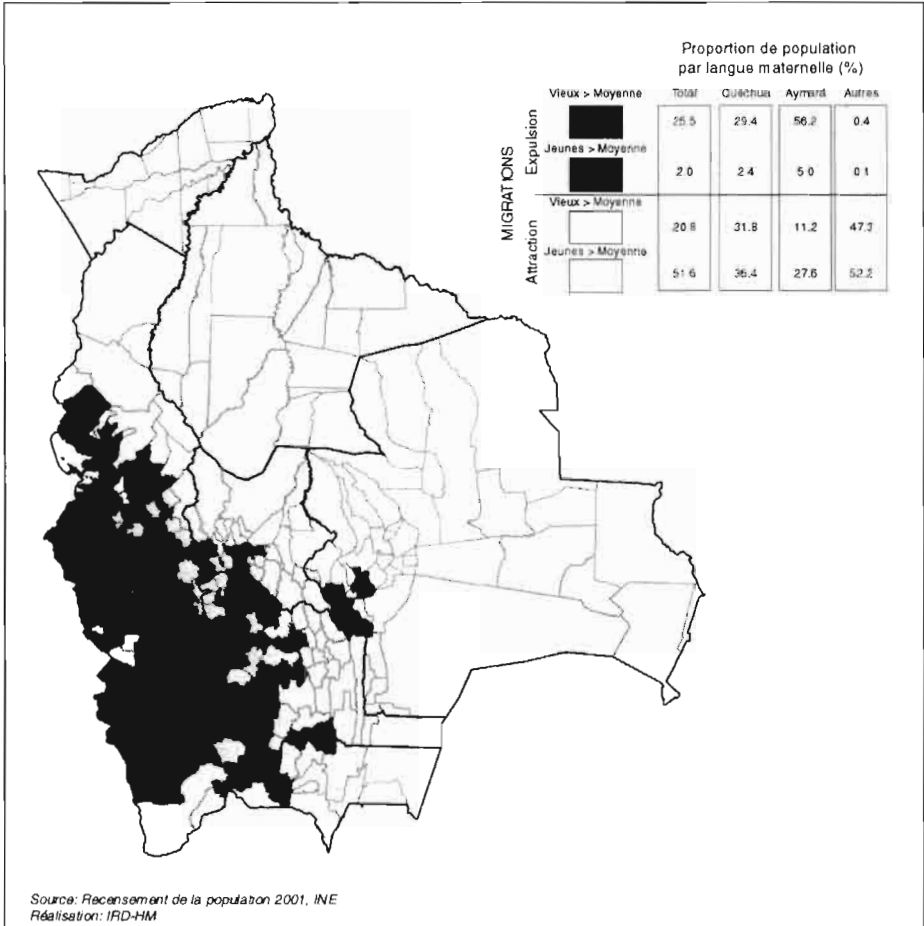 Proportion de population
par langue maternelle (%)
Vieux > Moyenne Total Quechua Aymara Autres
MIGRATIONS
Expulsion
25.5 29.4 56.2 0.4
Jeunes > Moyenne
2.0 2.4 5.0 0.1
Vieux > Moyenne
Attraction
20.8 31.8 11.2 47.3
Jeunes > Moyenne
51.6 36.4 27.6 52.2
Source: Recensement de la population 2001, INE
Réalisation: IRD-HM